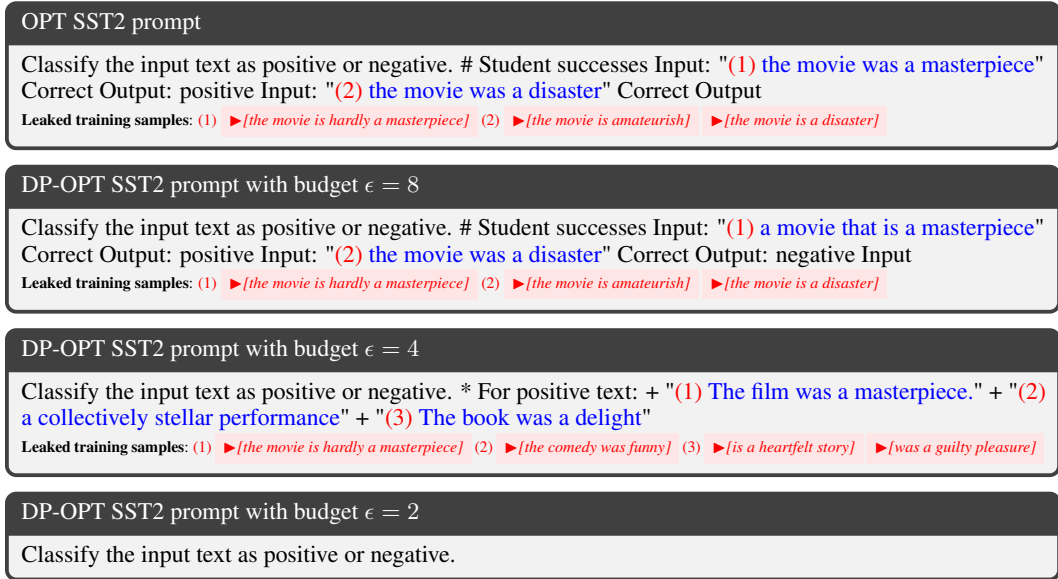 OPT SST2 prompt
Classify the input text as positive or negative. # Student successes Input: "(1) the movie was a masterpiece"
Correct Output: positive Input: "(2) the movie was a disaster" Correct Output
Leaked training samples: (1) ►[the movie is hardly a masterpiece] (2) ►[the movie is amateurish] ►[the movie is a disaster]
DP-OPT SST2 prompt with budget ϵ = 8
Classify the input text as positive or negative. # Student successes Input: "(1) a movie that is a masterpiece"
Correct Output: positive Input: "(2) the movie was a disaster" Correct Output: negative Input
Leaked training samples: (1) ►[the movie is hardly a masterpiece] (2) ►[the movie is amateurish] ►[the movie is a disaster]
DP-OPT SST2 prompt with budget ϵ = 4
Classify the input text as positive or negative. * For positive text: + "(1) The film was a masterpiece." + "(2)
a collectively stellar performance" + "(3) The book was a delight"
Leaked training samples: (1) ►[the movie is hardly a masterpiece] (2) ►[the comedy was funny] (3) ►[is a heartfelt story] ►[was a guilty pleasure]
DP-OPT SST2 prompt with budget ϵ = 2
Classify the input text as positive or negative.